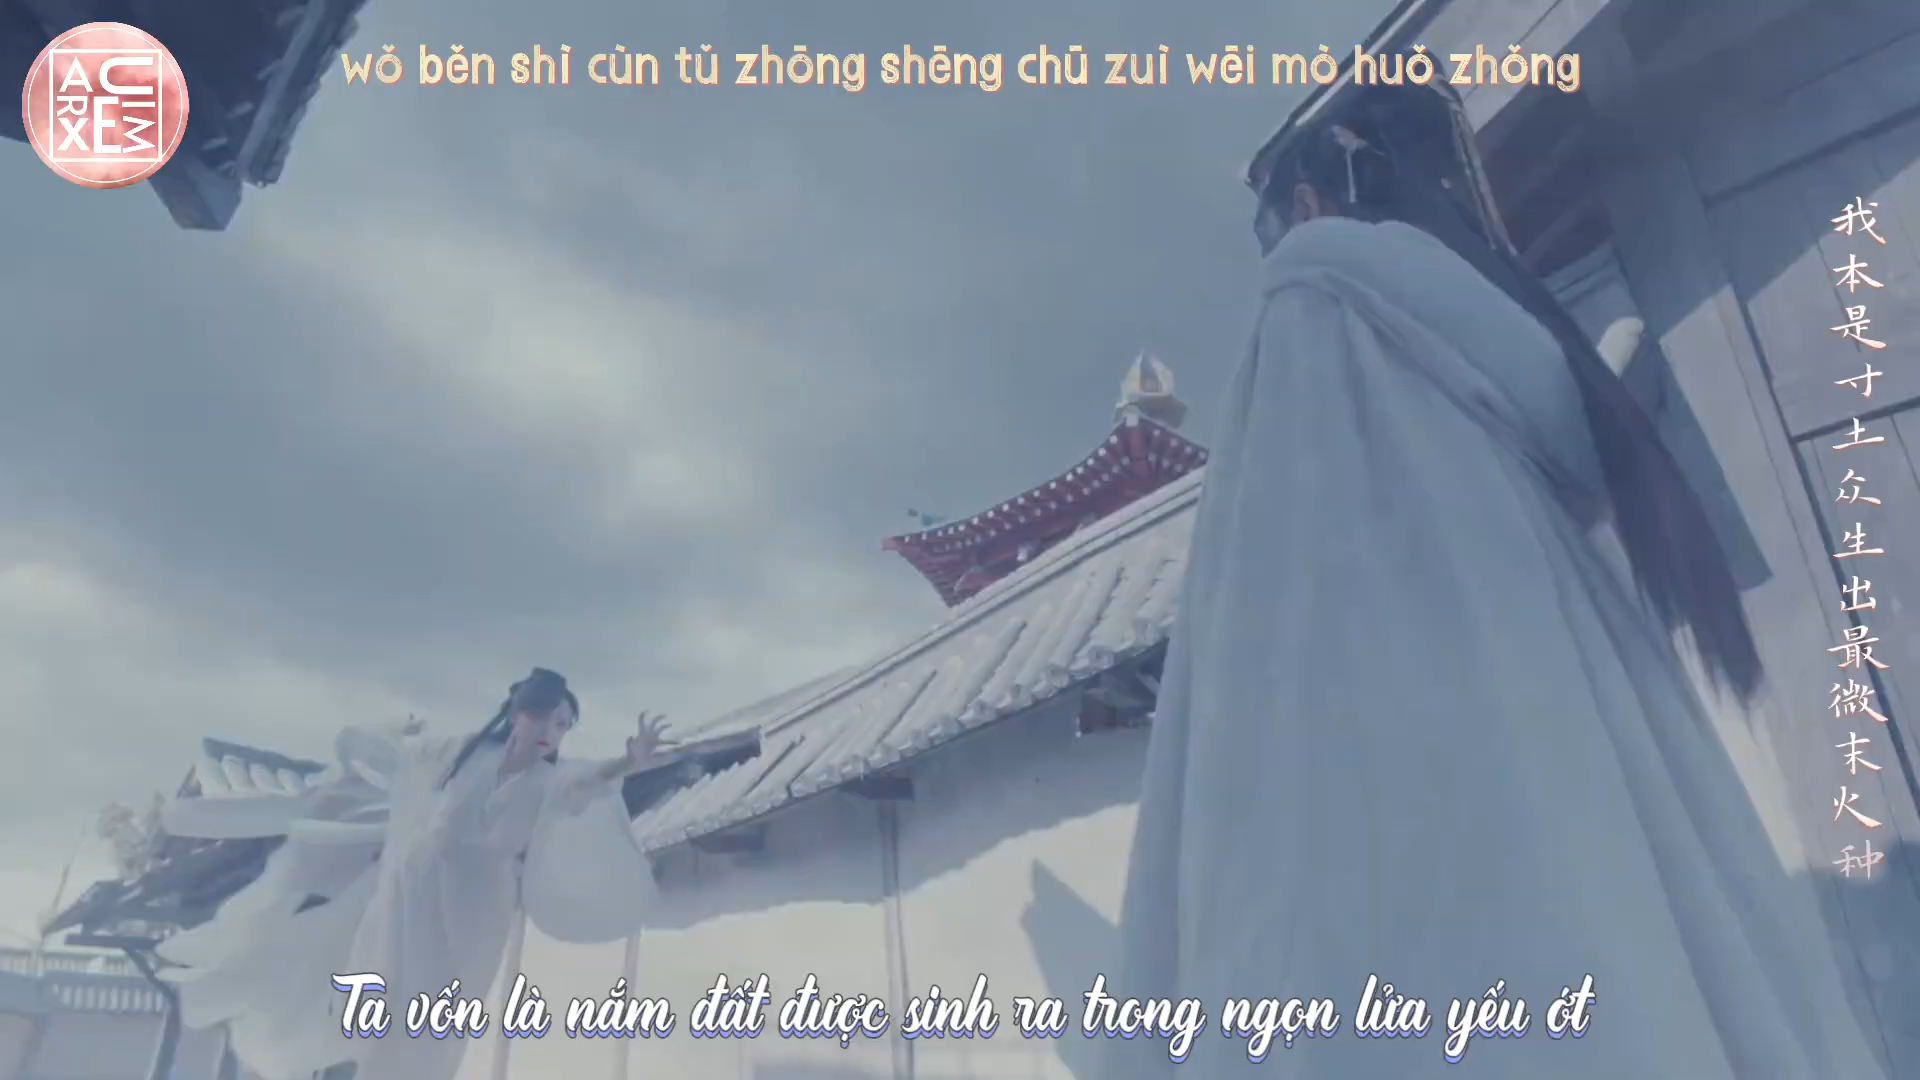 ARXE CIM
wǒ běn shì cùn tǔ zhōng shēng chū zuì wēi mò huǒ zhǒng
我本是寸土众生出最微末火种
Ta vốn là nắm đất được sinh ra trong ngọn lửa yếu ớt